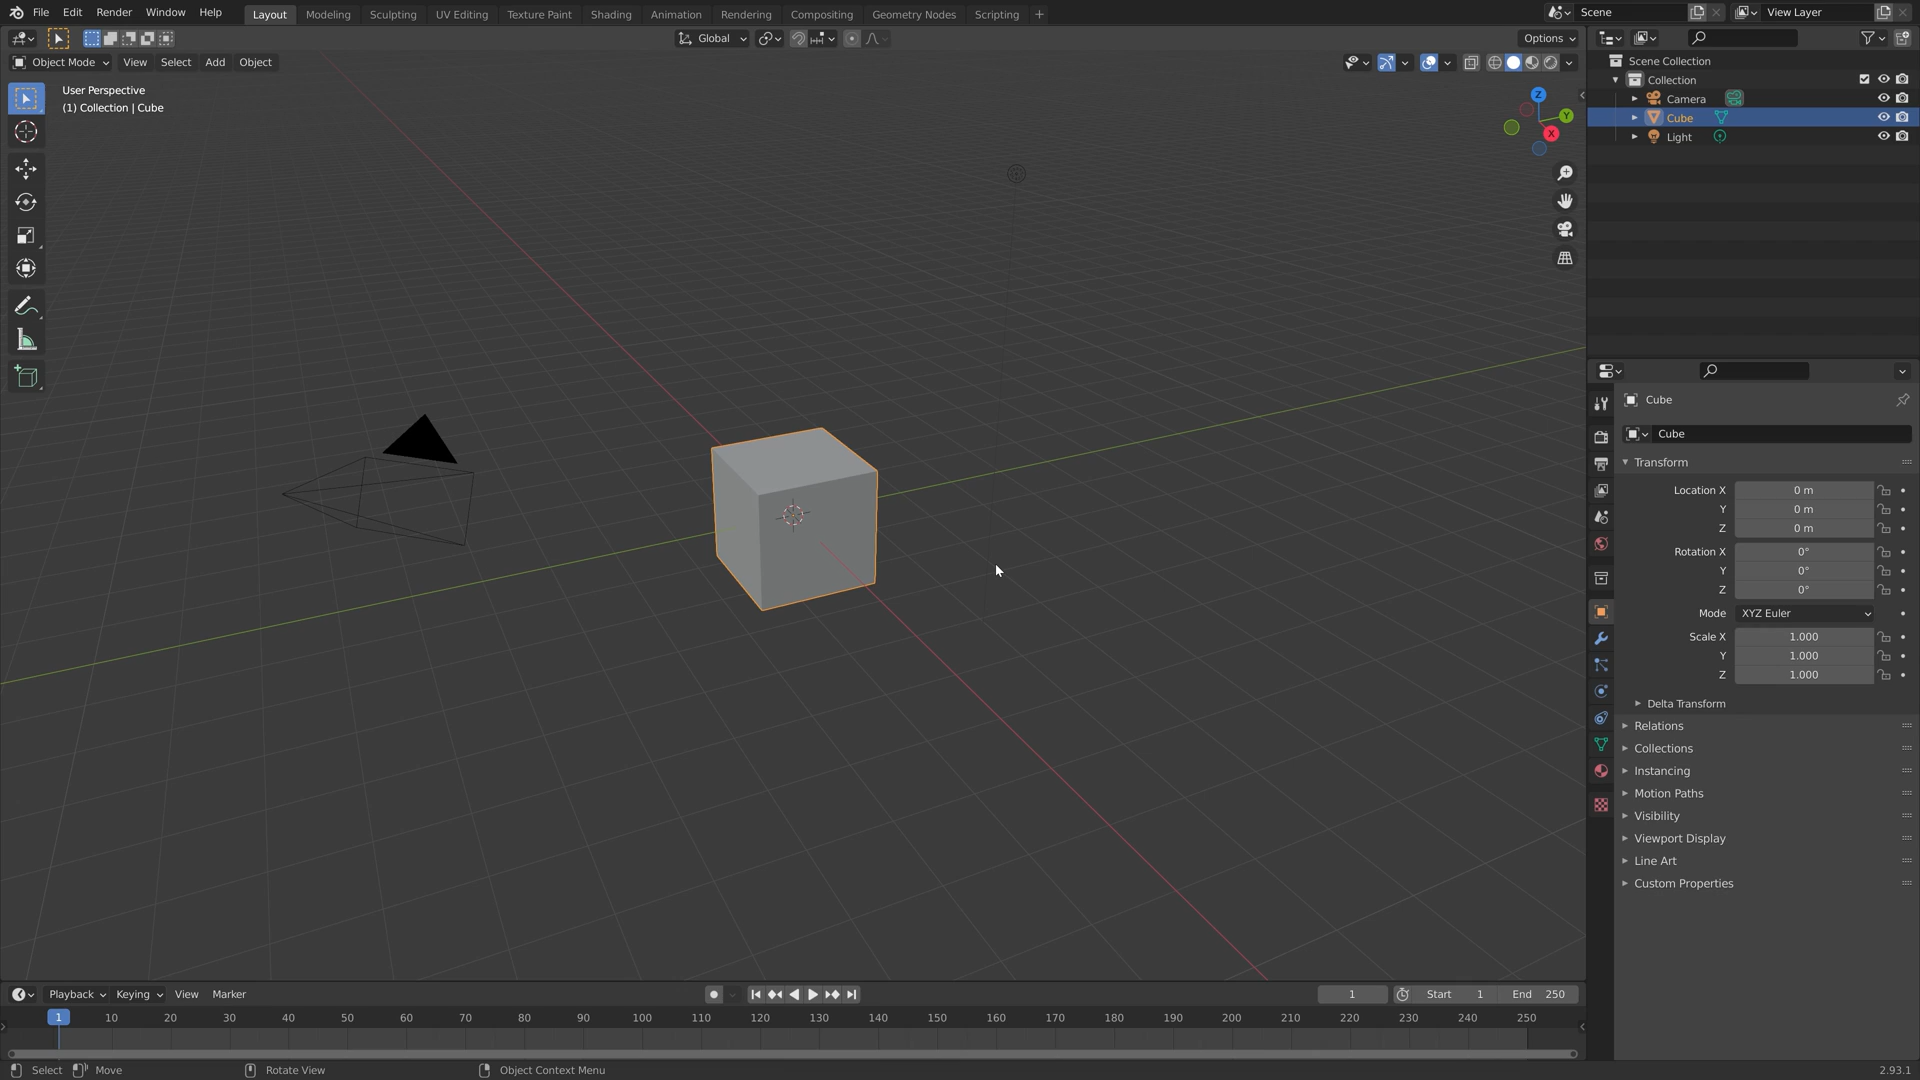 File Edit Render Window Help Layout Modeling Sculpting UV Editing Texture Paint Shading Animation Rendering Compositing Geometry Nodes Scripting + Scene View Layer
Global Options
Object Mode View Select Add Object
User Perspective
(1) Collection | Cube
Z
Y
X
Scene Collection
Collection
Camera
Cube
Light
Cube
Cube
Transform
Location X 0 m
Y 0 m
Z 0 m
Rotation X 0°
Y 0°
Z 0°
Mode XYZ Euler
Scale X 1.000
Y 1.000
Z 1.000
Delta Transform
Relations
Collections
Instancing
Motion Paths
Visibility
Viewport Display
Line Art
Custom Properties
Playback Keying View Marker 1 Start 1 End 250
1 10 20 30 40 50 60 70 80 90 100 110 120 130 140 150 160 170 180 190 200 210 220 230 240 250
Select Move Rotate View Object Context Menu 2.93.1